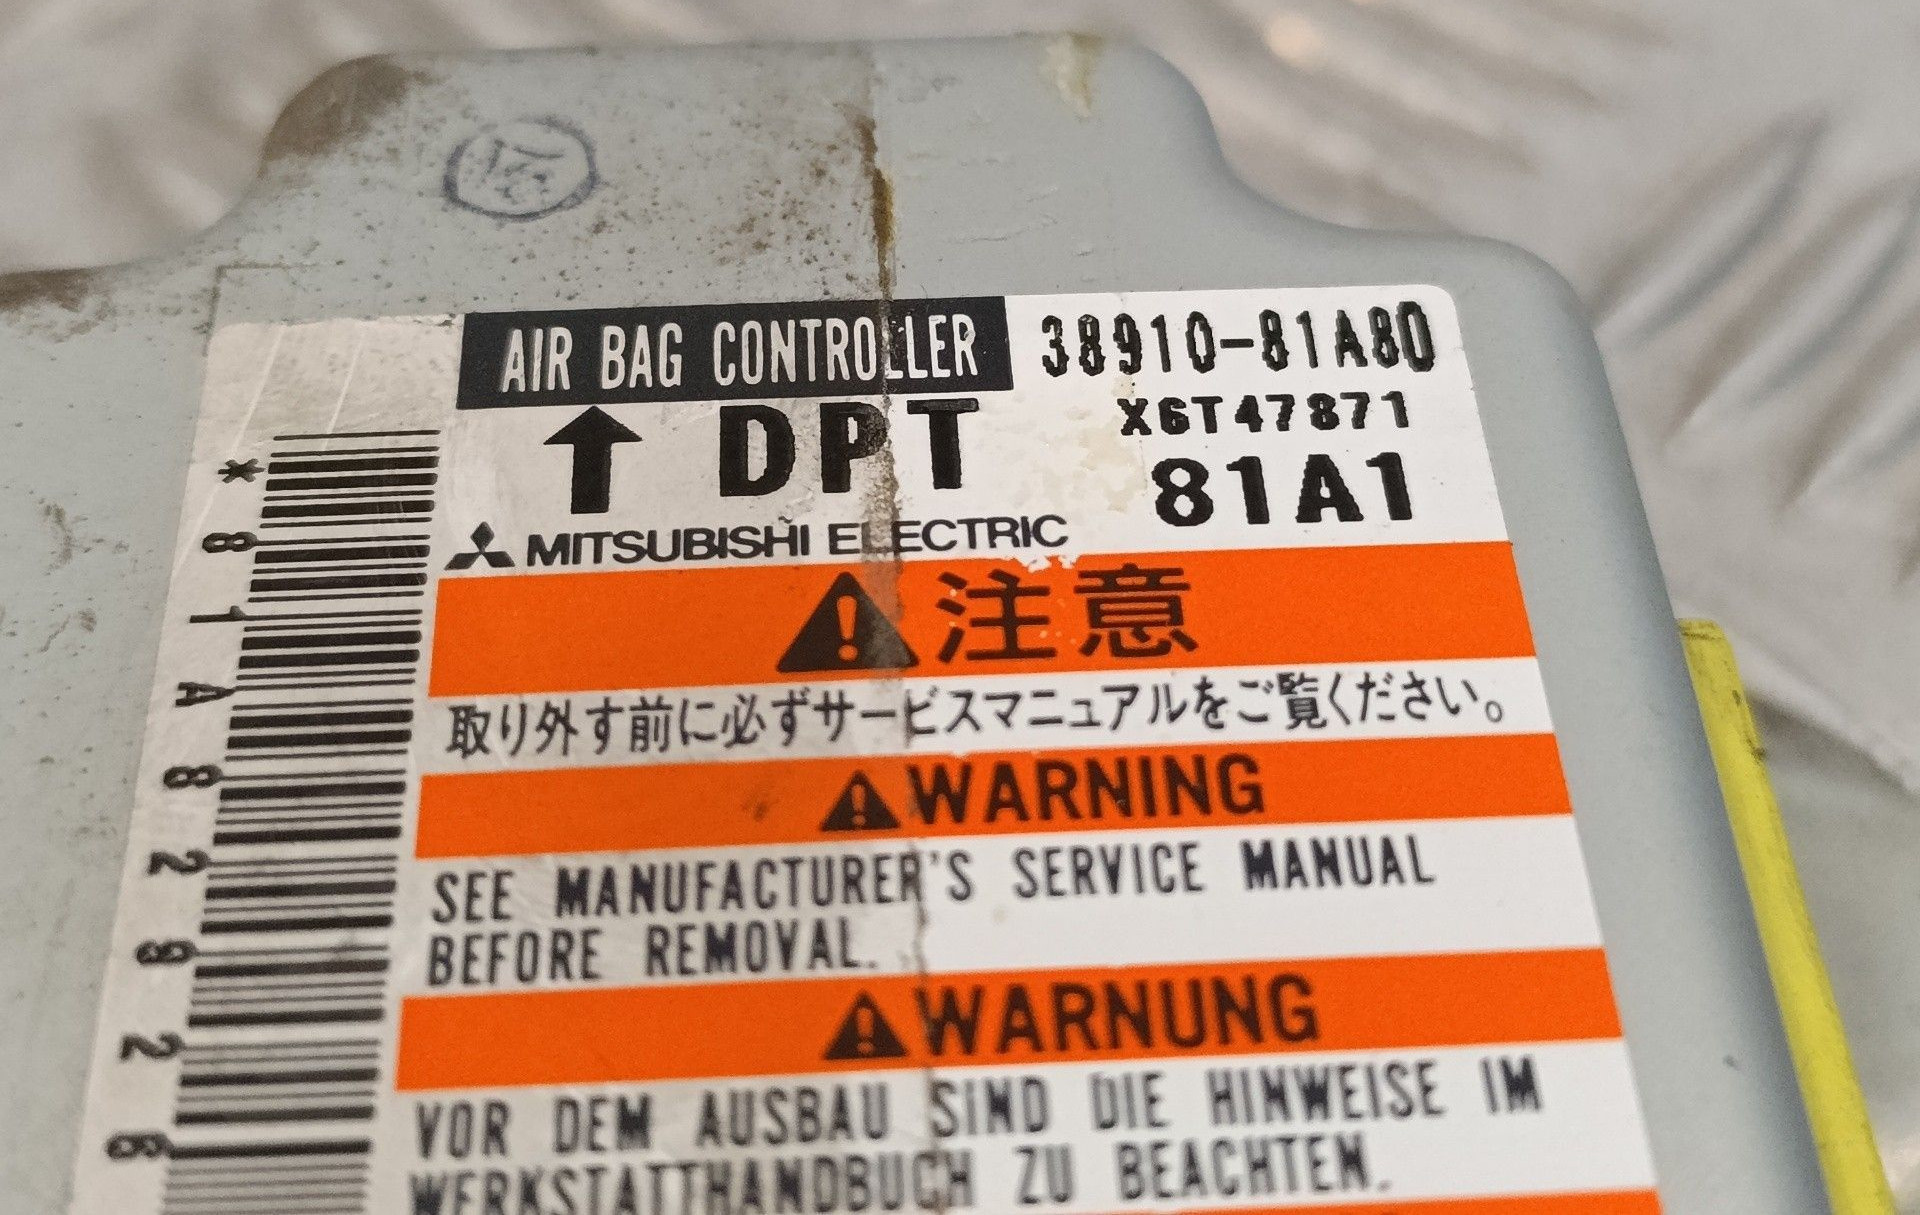 AIR BAG CONTROLLER 38910-81A80
DPT X6T47871
81A1
MITSUBISHI ELECTRIC
注意
取り外す前に必ずサービスマニュアルをご覧ください。
WARNING
SEE MANUFACTURER'S SERVICE MANUAL
BEFORE REMOVAL.
WARNUNG
VOR DEM AUSBAU SIND DIE HINWEISE IM
WERKSTATTHANDBUCH ZU BEACHTEN.